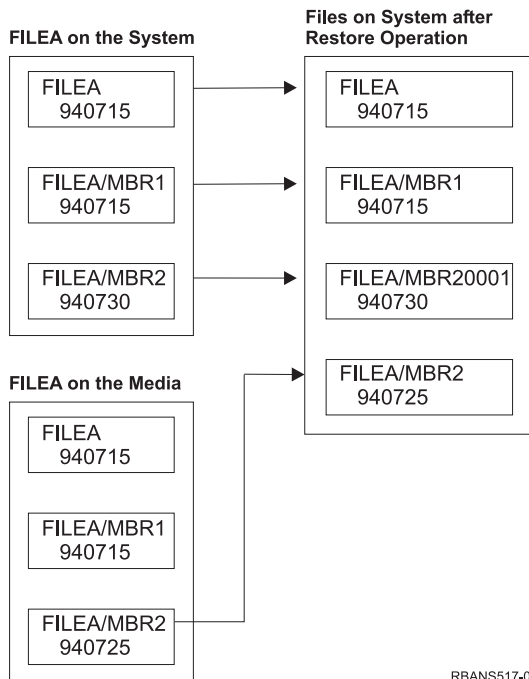 FILEA on the System
FILEA
940715
FILEA/MBR1
940715
FILEA/MBR2
940730
FILEA on the Media
FILEA
940715
FILEA/MBR1
940715
FILEA/MBR2
940725
Files on System after
Restore Operation
FILEA
940715
FILEA/MBR1
940715
FILEA/MBR20001
940730
FILEA/MBR2
940725
RBANS517-0